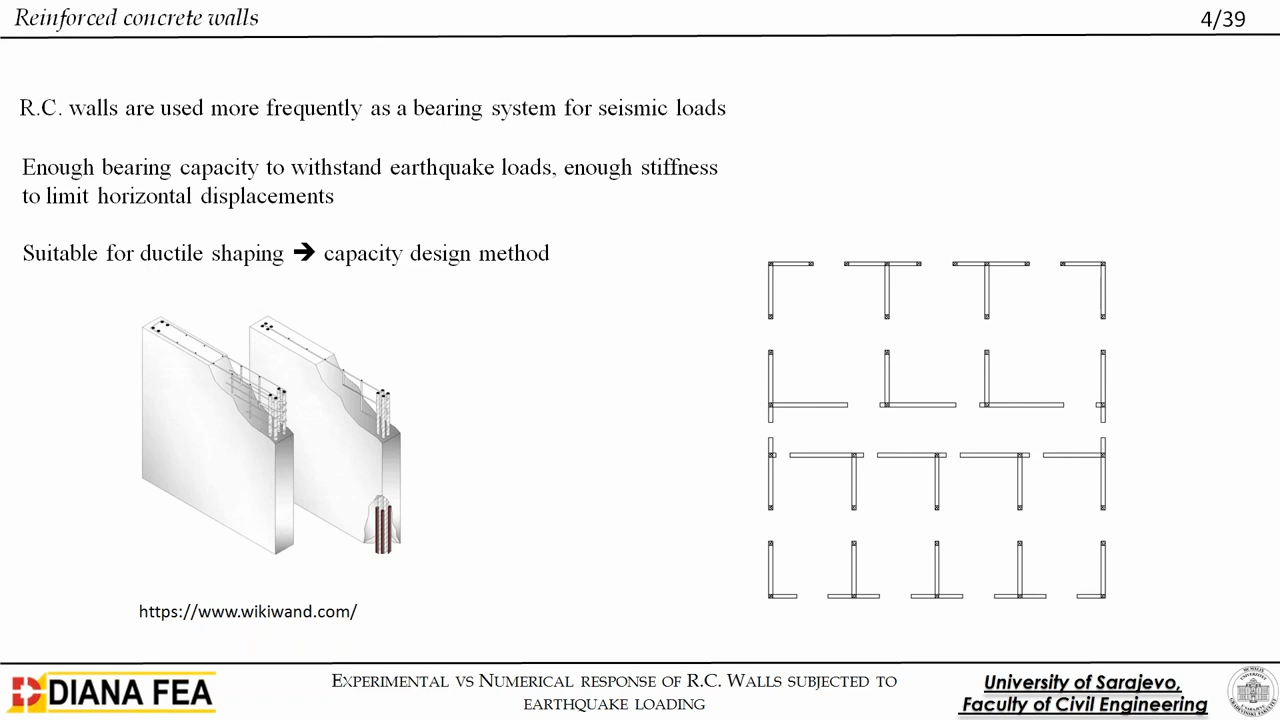 Reinforced concrete walls
4/39
R.C. walls are used more frequently as a bearing system for seismic loads
Enough bearing capacity to withstand earthquake loads, enough stiffness
to limit horizontal displacements
Suitable for ductile shaping ➔ capacity design method
https://www.wikiwand.com/
DIANA FEA
EXPERIMENTAL VS NUMERICAL RESPONSE OF R.C. WALLS SUBJECTED TO
EARTHQUAKE LOADING
University of Sarajevo,
Faculty of Civil Engineering